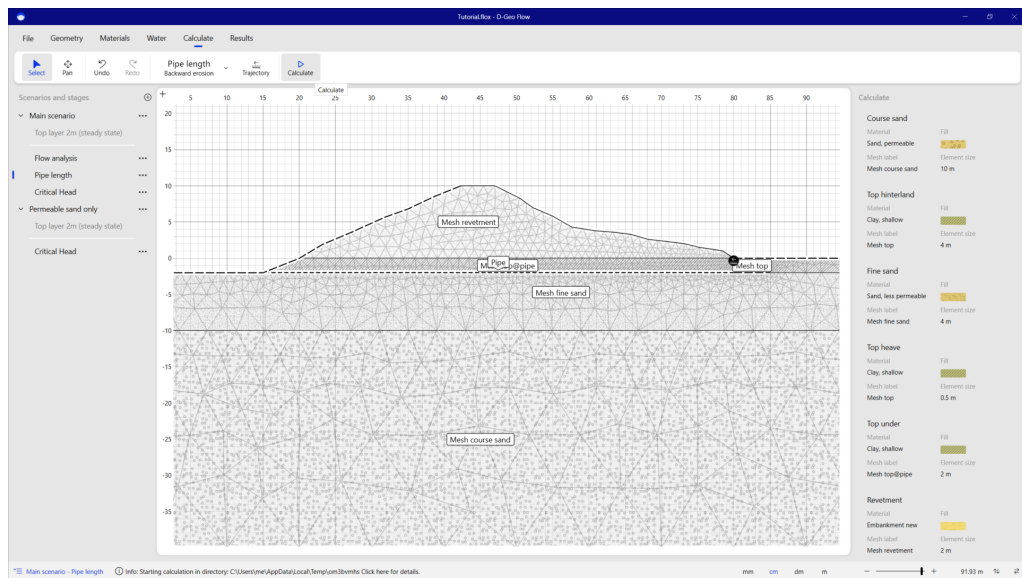 Tutorial.flox - D-Geo Flow
File Geometry Materials Water Calculate Results
Select Pan Undo Redo Pipe length Backward erosion Trajectory Calculate
Calculate
Scenarios and stages
Main scenario
Top layer 2m (steady state)
Flow analysis
Pipe length
Critical Head
Permeable sand only
Top layer 2m (steady state)
Critical Head
5 10 15 20 25 30 35 40 45 50 55 60 65 70 75 80 85 90
20
15
10
5
0
-5
-10
-15
-20
-25
-30
-35
Mesh revetment
Pipe
Mesh top
Mesh fine sand
Mesh course sand
Calculate
Course sand
Material Fill
Sand, permeable
Mesh label Element size
Mesh course sand 10 m
Top hinterland
Material Fill
Clay, shallow
Mesh label Element size
Mesh top 4 m
Fine sand
Material Fill
Sand, less permeable
Mesh label Element size
Mesh fine sand 4 m
Top heave
Material Fill
Clay, shallow
Mesh label Element size
Mesh top 0.5 m
Top under
Material Fill
Clay, shallow
Mesh label Element size
Mesh top@pipe 2 m
Revetment
Material Fill
Embankment new
Mesh label Element size
Mesh revetment 2 m
Main scenario - Pipe length Info: Starting calculation in directory: C:\Users\me\AppData\Local\Temp\om3bvmhs Click here for details. mm cm dm m 91.93 m